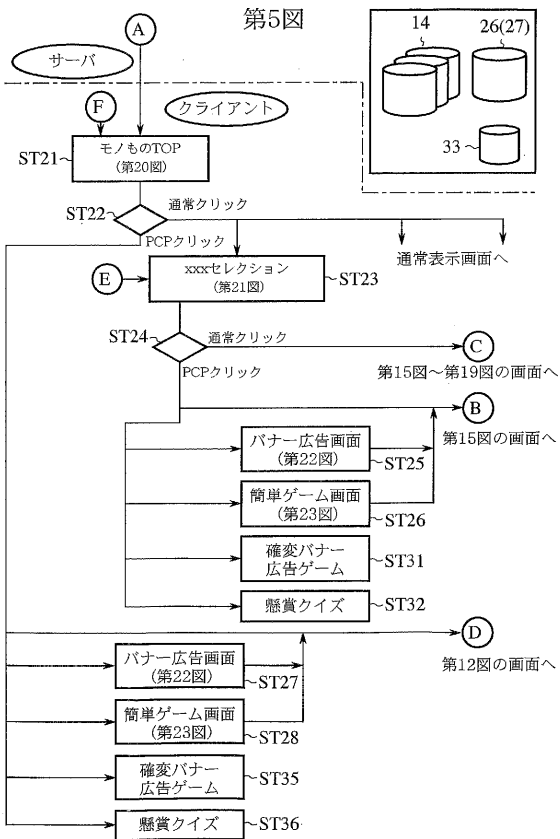 第5図
A
サーバ
14
26(27)
33
F
クライアント
モノものTOP
(第20図)
ST21
ST22
通常クリック
PCPクリック
通常表示画面へ
E
xxxセレクション
(第21図)
ST23
ST24
通常クリック
C
第15図～第19図の画面へ
PCPクリック
B
第15図の画面へ
バナー広告画面
(第22図)
ST25
簡単ゲーム画面
(第23図)
ST26
確変バナー
広告ゲーム
ST31
懸賞クイズ
ST32
D
第12図の画面へ
バナー広告画面
(第22図)
ST27
簡単ゲーム画面
(第23図)
ST28
確変バナー
広告ゲーム
ST35
懸賞クイズ
ST36